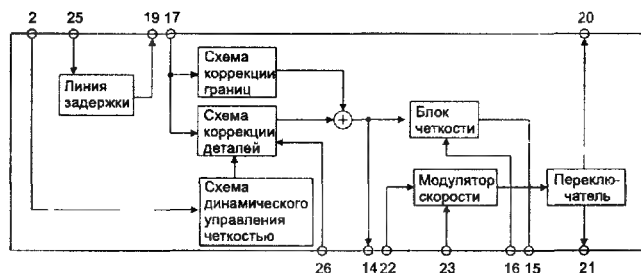 2 25 19 17 20
Схема
коррекции
границ
Линия
задержки
Схема
коррекции
деталей
+
Блок
четкости
Модулятор
скорости
Переклю-
чатель
Схема
динамического
управления
четкостью
26 14 22 23 16 15 21